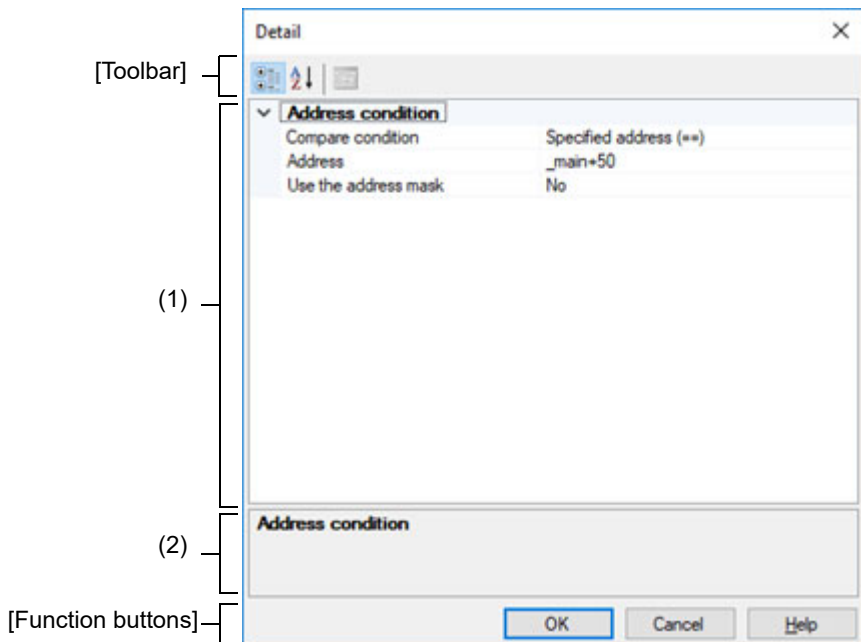 Detail
[Toolbar]
Address condition
Compare condition Specified address (==)
Address _main+50
Use the address mask No
(1)
Address condition
(2)
[Function buttons]
OK Cancel Help